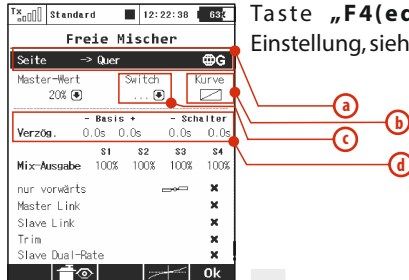 Tx Standard 12:22:38 63%
Taste „F4(ed
Einstellung, sieh
Freie Mischer
Seite -> Quer G
Master-Wert Switch Kurve
20% ...
- Basis + - Schalter
Verzög. 0.0s 0.0s 0.0s 0.0s
S1 S2 S3 S4
Mix-Ausgabe 100% 100% 100% 100%
nur vorwärts
Master Link
Slave Link
Trim
Slave Dual-Rate
Ok
a
b
c
d